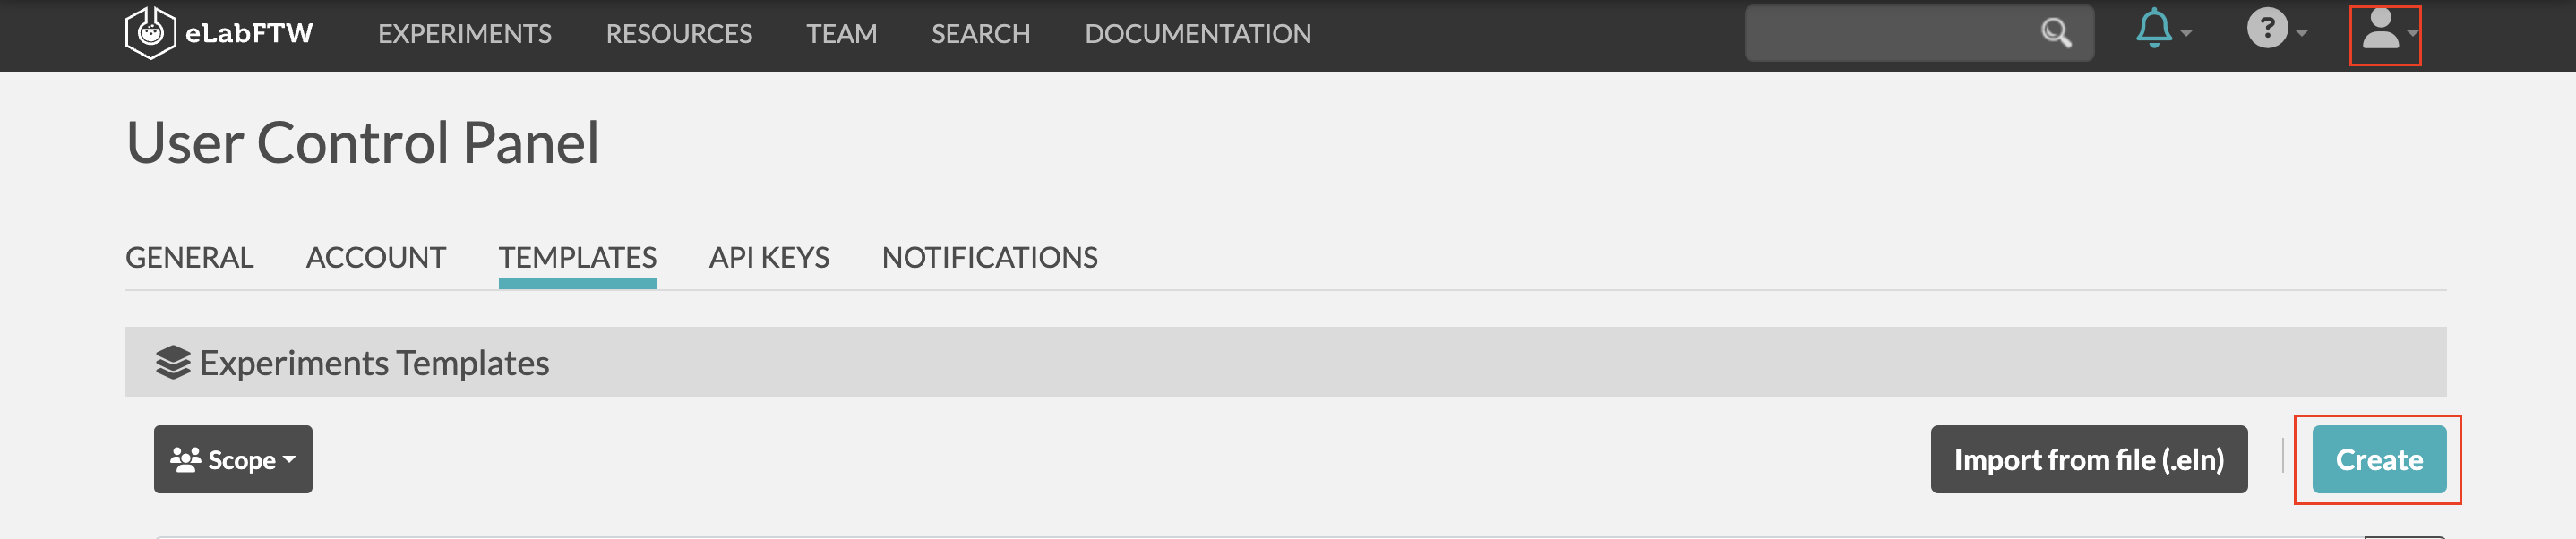 eLabFTW EXPERIMENTS RESOURCES TEAM SEARCH DOCUMENTATION ?
User Control Panel
GENERAL ACCOUNT TEMPLATES API KEYS NOTIFICATIONS
Experiments Templates
Scope Import from file (.eln) Create